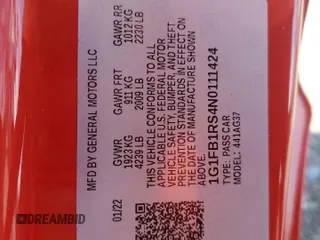 MFD BY GENERAL MOTORS LLC
01/22
GVWR
1923 KG
4239 LB
GAWR FRT
911 KG
2009 LB
GAWR RR
1012 KG
2230 LB
THIS VEHICLE CONFORMS TO ALL
APPLICABLE U.S. FEDERAL MOTOR
VEHICLE SAFETY, BUMPER, AND THEFT
PREVENTION STANDARDS IN EFFECT ON
THE DATE OF MANUFACTURE SHOWN
ABOVE.
1G1FB1RS4N0111424
TYPE: PASS CAR
MODEL: 441AG37
DREAMBID